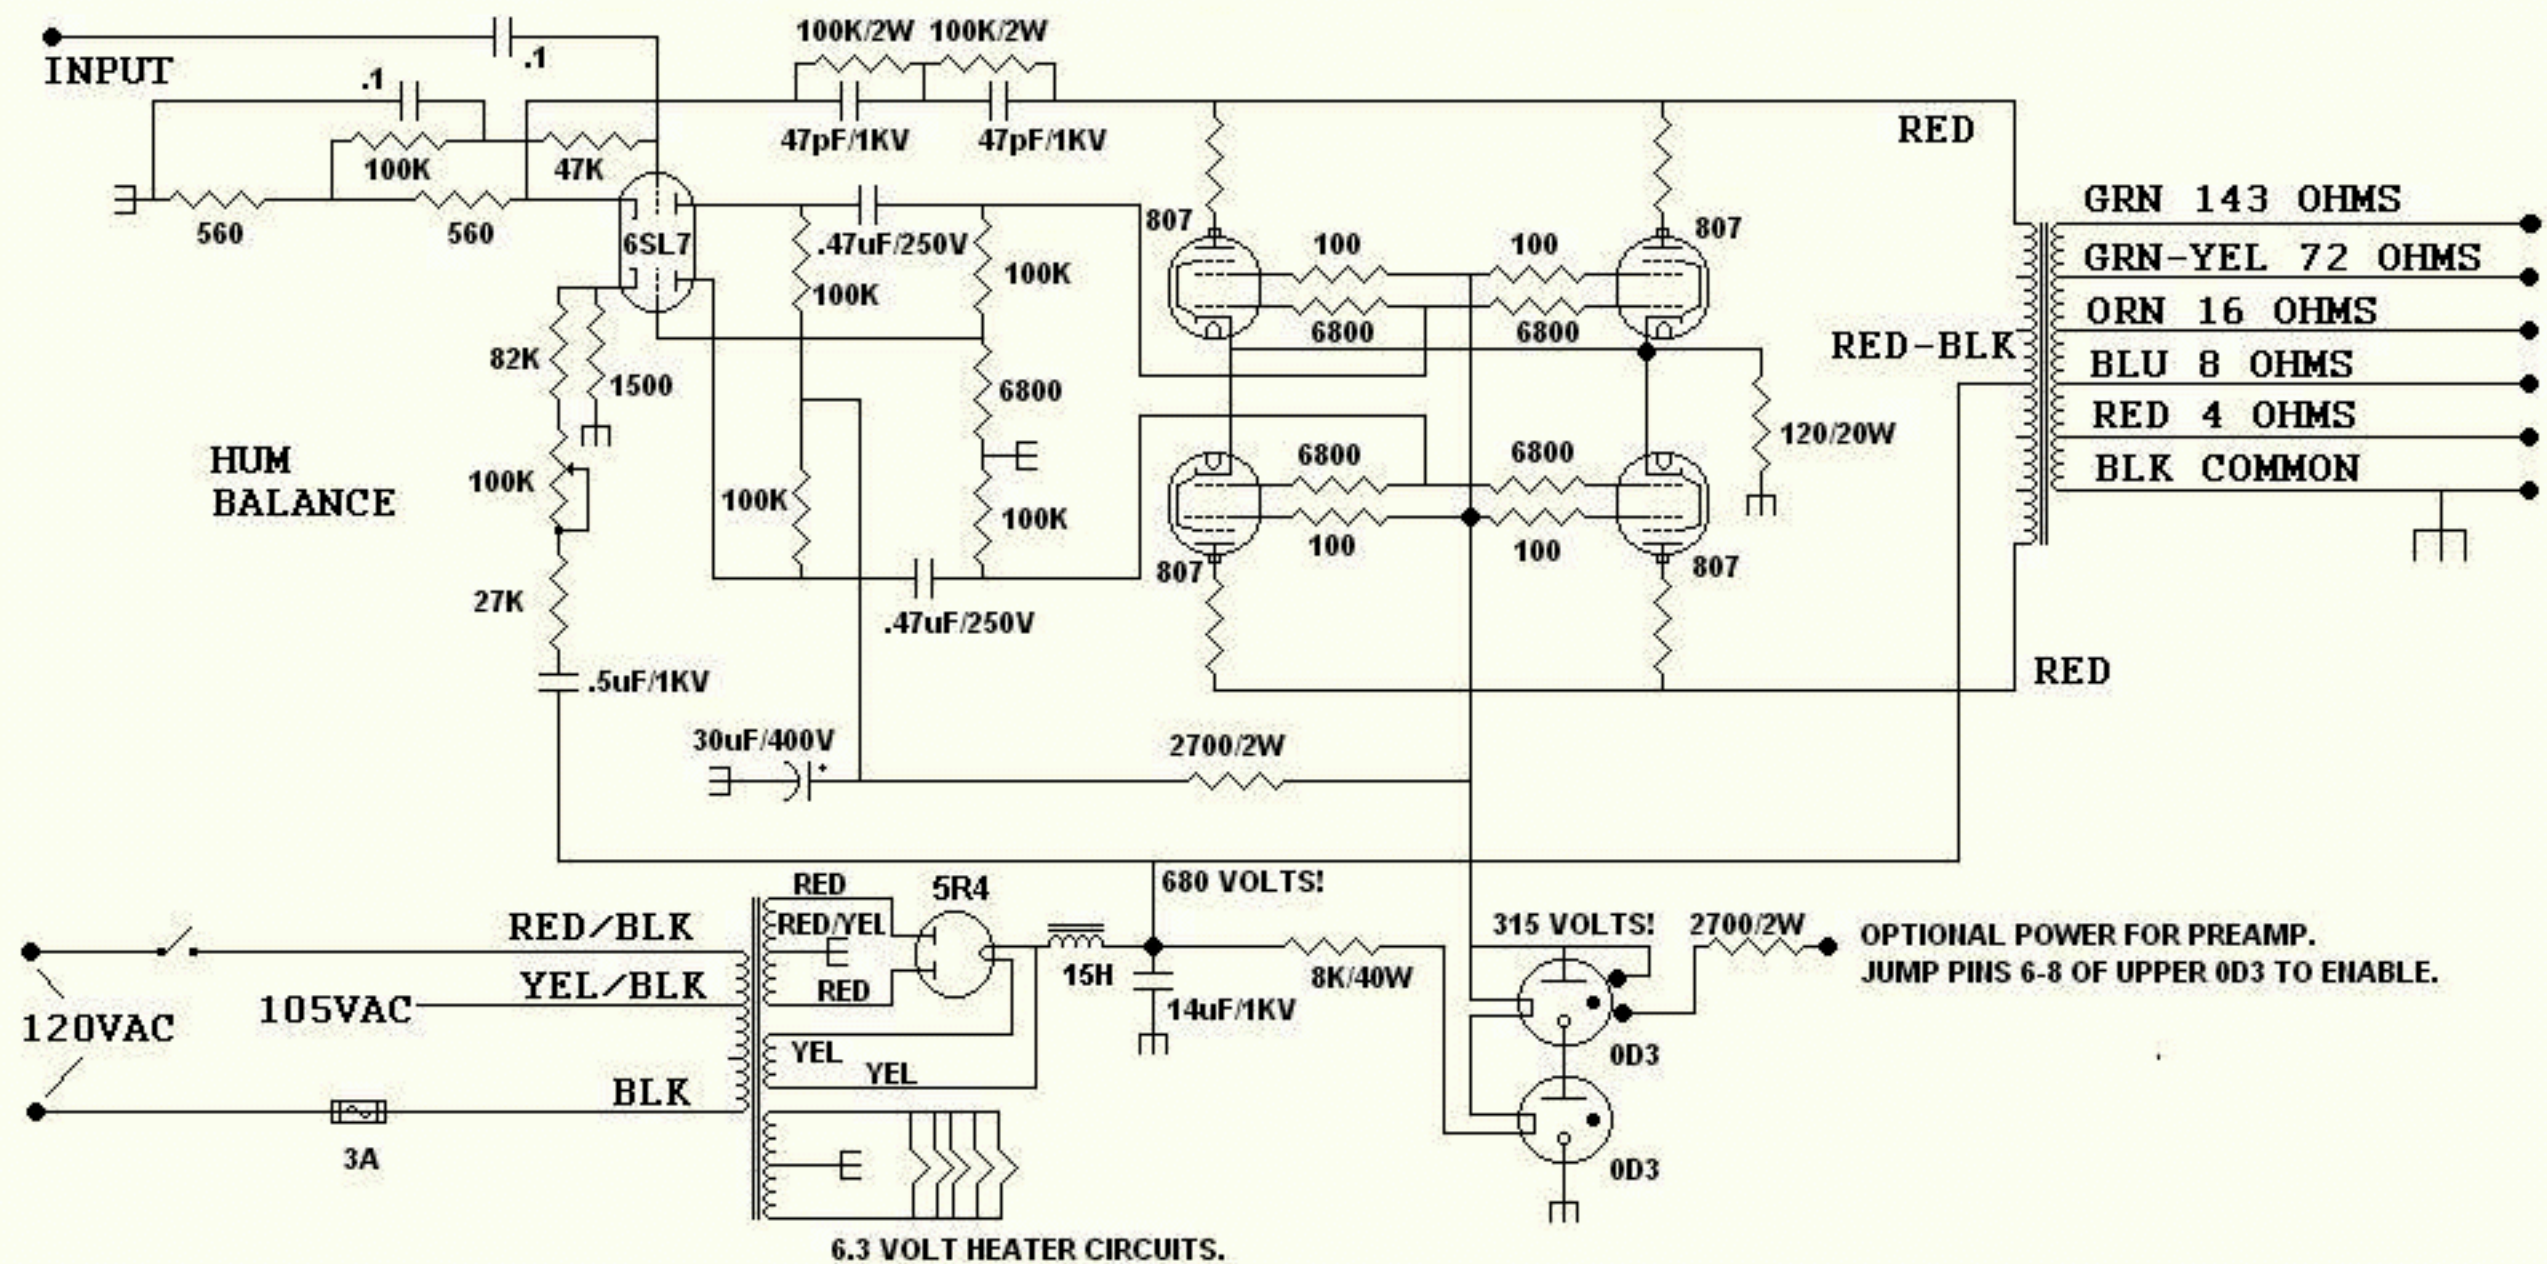 100K/2W 100K/2W
.1
INPUT
.1
47pF/1KV 47pF/1KV
RED
100K
47K
GRN 143 OHMS
807
807
560
560
6SL7
.47uF/250V
100
100
GRN-YEL 72 OHMS
100K
100K
ORN 16 OHMS
6800
6800
RED-BLK
82K
1500
6800
BLU 8 OHMS
RED 4 OHMS
120/20W
HUM
BALANCE
100K
6800
6800
BLK COMMON
100K
100K
100
100
807
807
27K
.47uF/250V
.5uF/1KV
RED
30uF/400V
2700/2W
RED
5R4
680 VOLTS!
RED/BLK
RED/YEL
315 VOLTS!
2700/2W
OPTIONAL POWER FOR PREAMP.
JUMP PINS 6-8 OF UPPER 0D3 TO ENABLE.
YEL/BLK
RED
15H
8K/40W
105VAC
14uF/1KV
120VAC
YEL
0D3
YEL
BLK
3A
0D3
6.3 VOLT HEATER CIRCUITS.